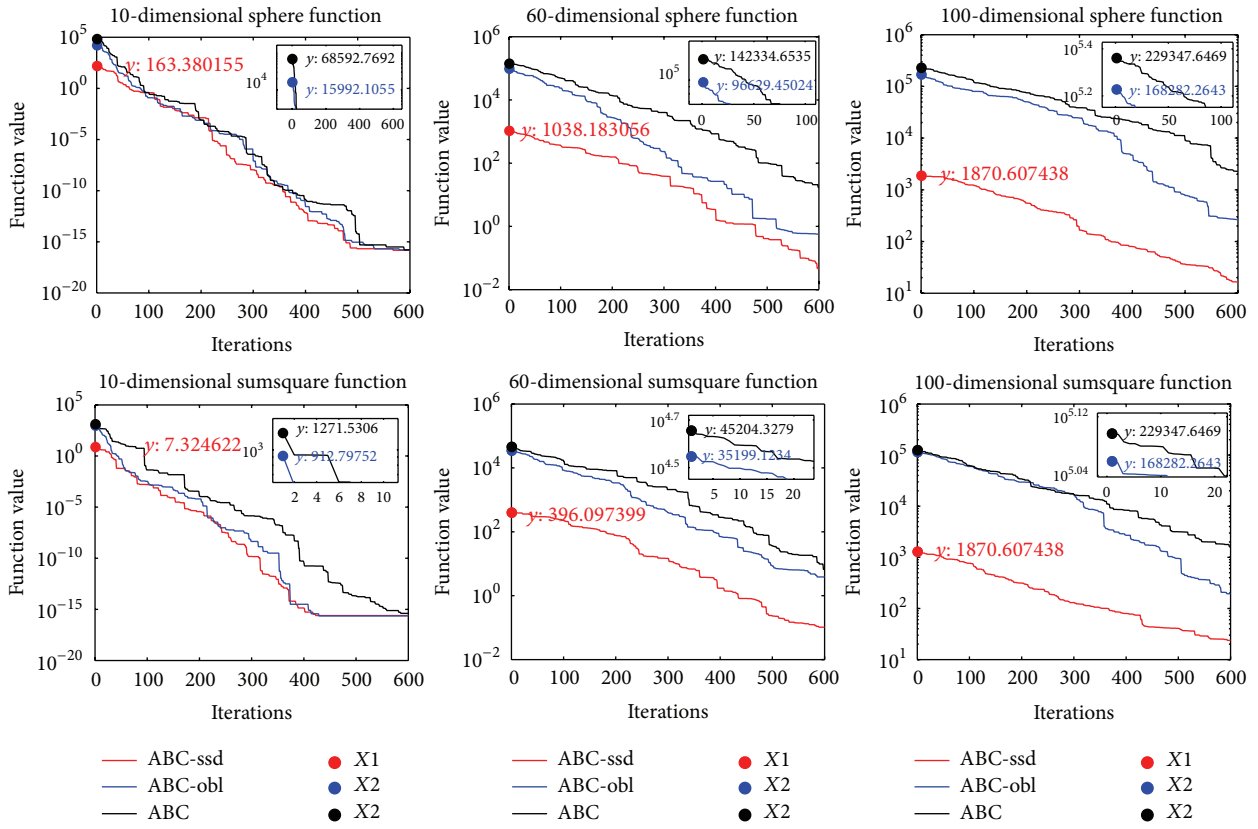 10-dimensional sphere function
60-dimensional sphere function
100-dimensional sphere function
Function value
10^5
10^0
10^−5
10^−10
10^−15
10^−20
y: 163.380155
10^4
y: 68592.7692
y: 15992.1055
0 200 400 600
0 100 200 300 400 500 600
Iterations
Function value
10^6
10^4
10^2
10^0
10^−2
y: 1038.183056
10^5
y: 142334.6535
y: 96629.45024
0 50 100
0 100 200 300 400 500 600
Iterations
Function value
10^6
10^5
10^4
10^3
10^2
10^1
y: 1870.607438
10^5.4
10^5.2
y: 229347.6469
y: 168282.2643
0 50 100
0 100 200 300 400 500 600
Iterations
10-dimensional sumsquare function
60-dimensional sumsquare function
100-dimensional sumsquare function
Function value
10^5
10^0
10^−5
10^−10
10^−15
10^−20
y: 7.324622
10^3
y: 1271.5306
y: 912.79752
2 4 6 8 10
0 100 200 300 400 500 600
Iterations
Function value
10^6
10^4
10^2
10^0
10^−2
y: 396.097399
10^4.7
10^4.5
y: 45204.3279
y: 35199.1234
5 10 15 20
0 100 200 300 400 500 600
Iterations
Function value
10^6
10^5
10^4
10^3
10^2
10^1
y: 1870.607438
10^5.12
10^5.04
y: 229347.6469
y: 168282.2643
0 10 20
0 100 200 300 400 500 600
Iterations
ABC-ssd X1
ABC-obl X2
ABC X2
ABC-ssd X1
ABC-obl X2
ABC X2
ABC-ssd X1
ABC-obl X2
ABC X2